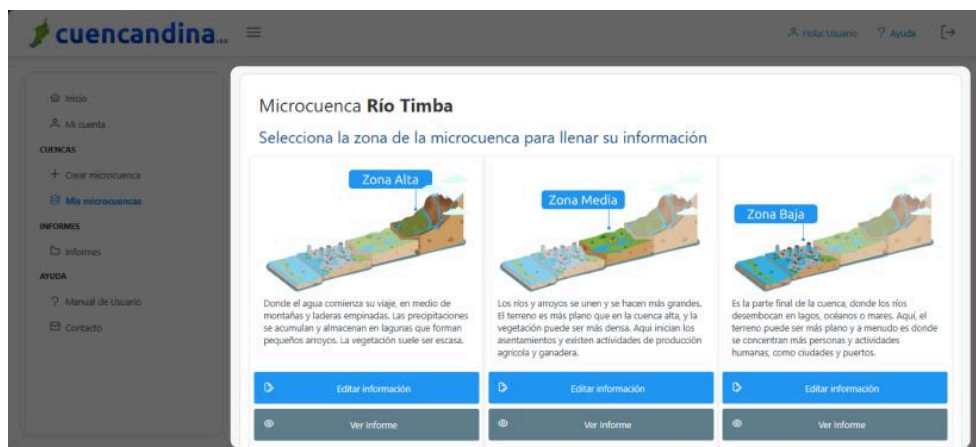 cuencandina
Hola! Usuario
? Ayuda
Inicio
Mi cuenta
CUENCAS
+ Crear microcuenca
Mis microcuencas
INFORMES
Informes
AYUDA
? Manual de Usuario
Contacto
Microcuenca Río Timba
Selecciona la zona de la microcuenca para llenar su información
Zona Alta
Donde el agua comienza su viaje, en medio de
montañas y laderas empinadas. Las precipitaciones
se acumulan y almacenan en lagunas que forman
pequeños arroyos. La vegetación suele ser escasa.
Editar información
Ver Informe
Zona Media
Los ríos y arroyos se unen y se hacen más grandes.
El terreno es más plano que en la cuenca alta, y la
vegetación puede ser más densa. Aqui inician los
asentamientos y existen actividades de producción
agrícola y ganadera.
Editar información
Ver Informe
Zona Baja
Es la parte final de la cuenca, donde los ríos
desembocan en lagos, océanos o mares. Aquí, el
terreno puede ser más plano y a menudo es donde
se concentran más personas y actividades
humanas, como ciudades y puertos.
Editar información
Ver Informe